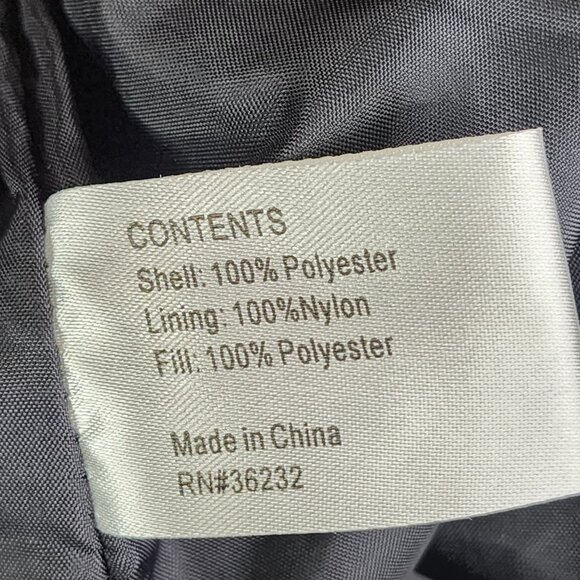 CONTENTS
Shell: 100% Polyester
Lining: 100%Nylon
Fill: 100% Polyester
Made in China
RN#36232